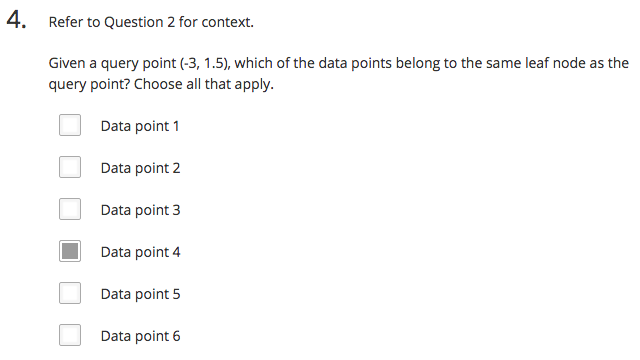 4. Refer to Question 2 for context.
Given a query point (-3, 1.5), which of the data points belong to the same leaf node as the
query point? Choose all that apply.
Data point 1
Data point 2
Data point 3
Data point 4
Data point 5
Data point 6